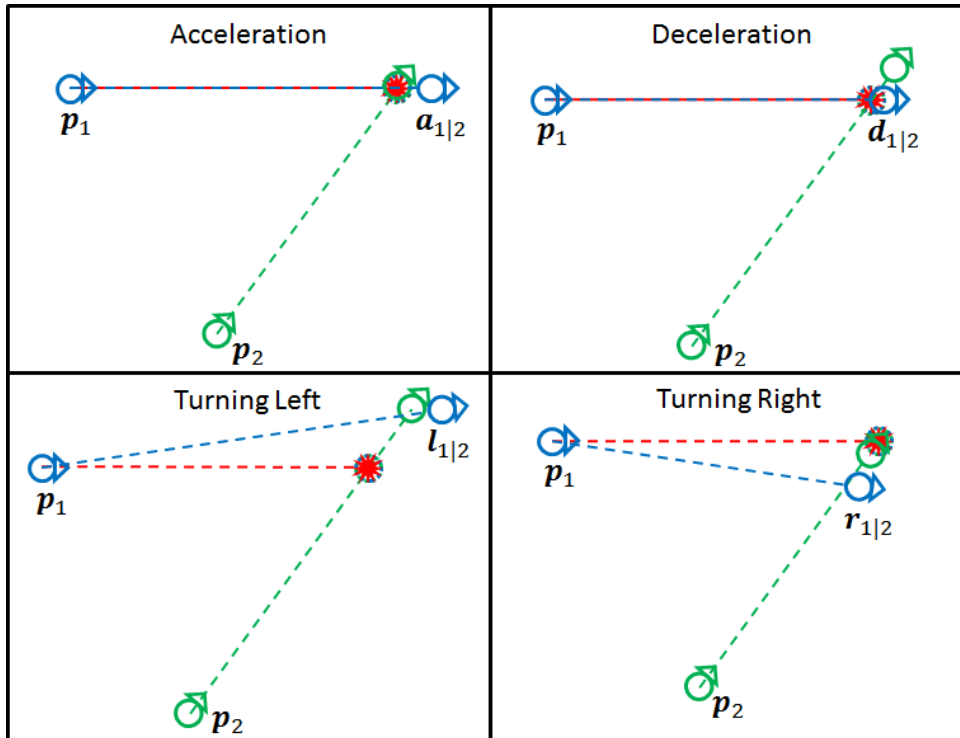 Acceleration
p₁
a₁|₂
p₂
Deceleration
p₁
d₁|₂
p₂
Turning Left
l₁|₂
p₁
p₂
Turning Right
p₁
r₁|₂
p₂